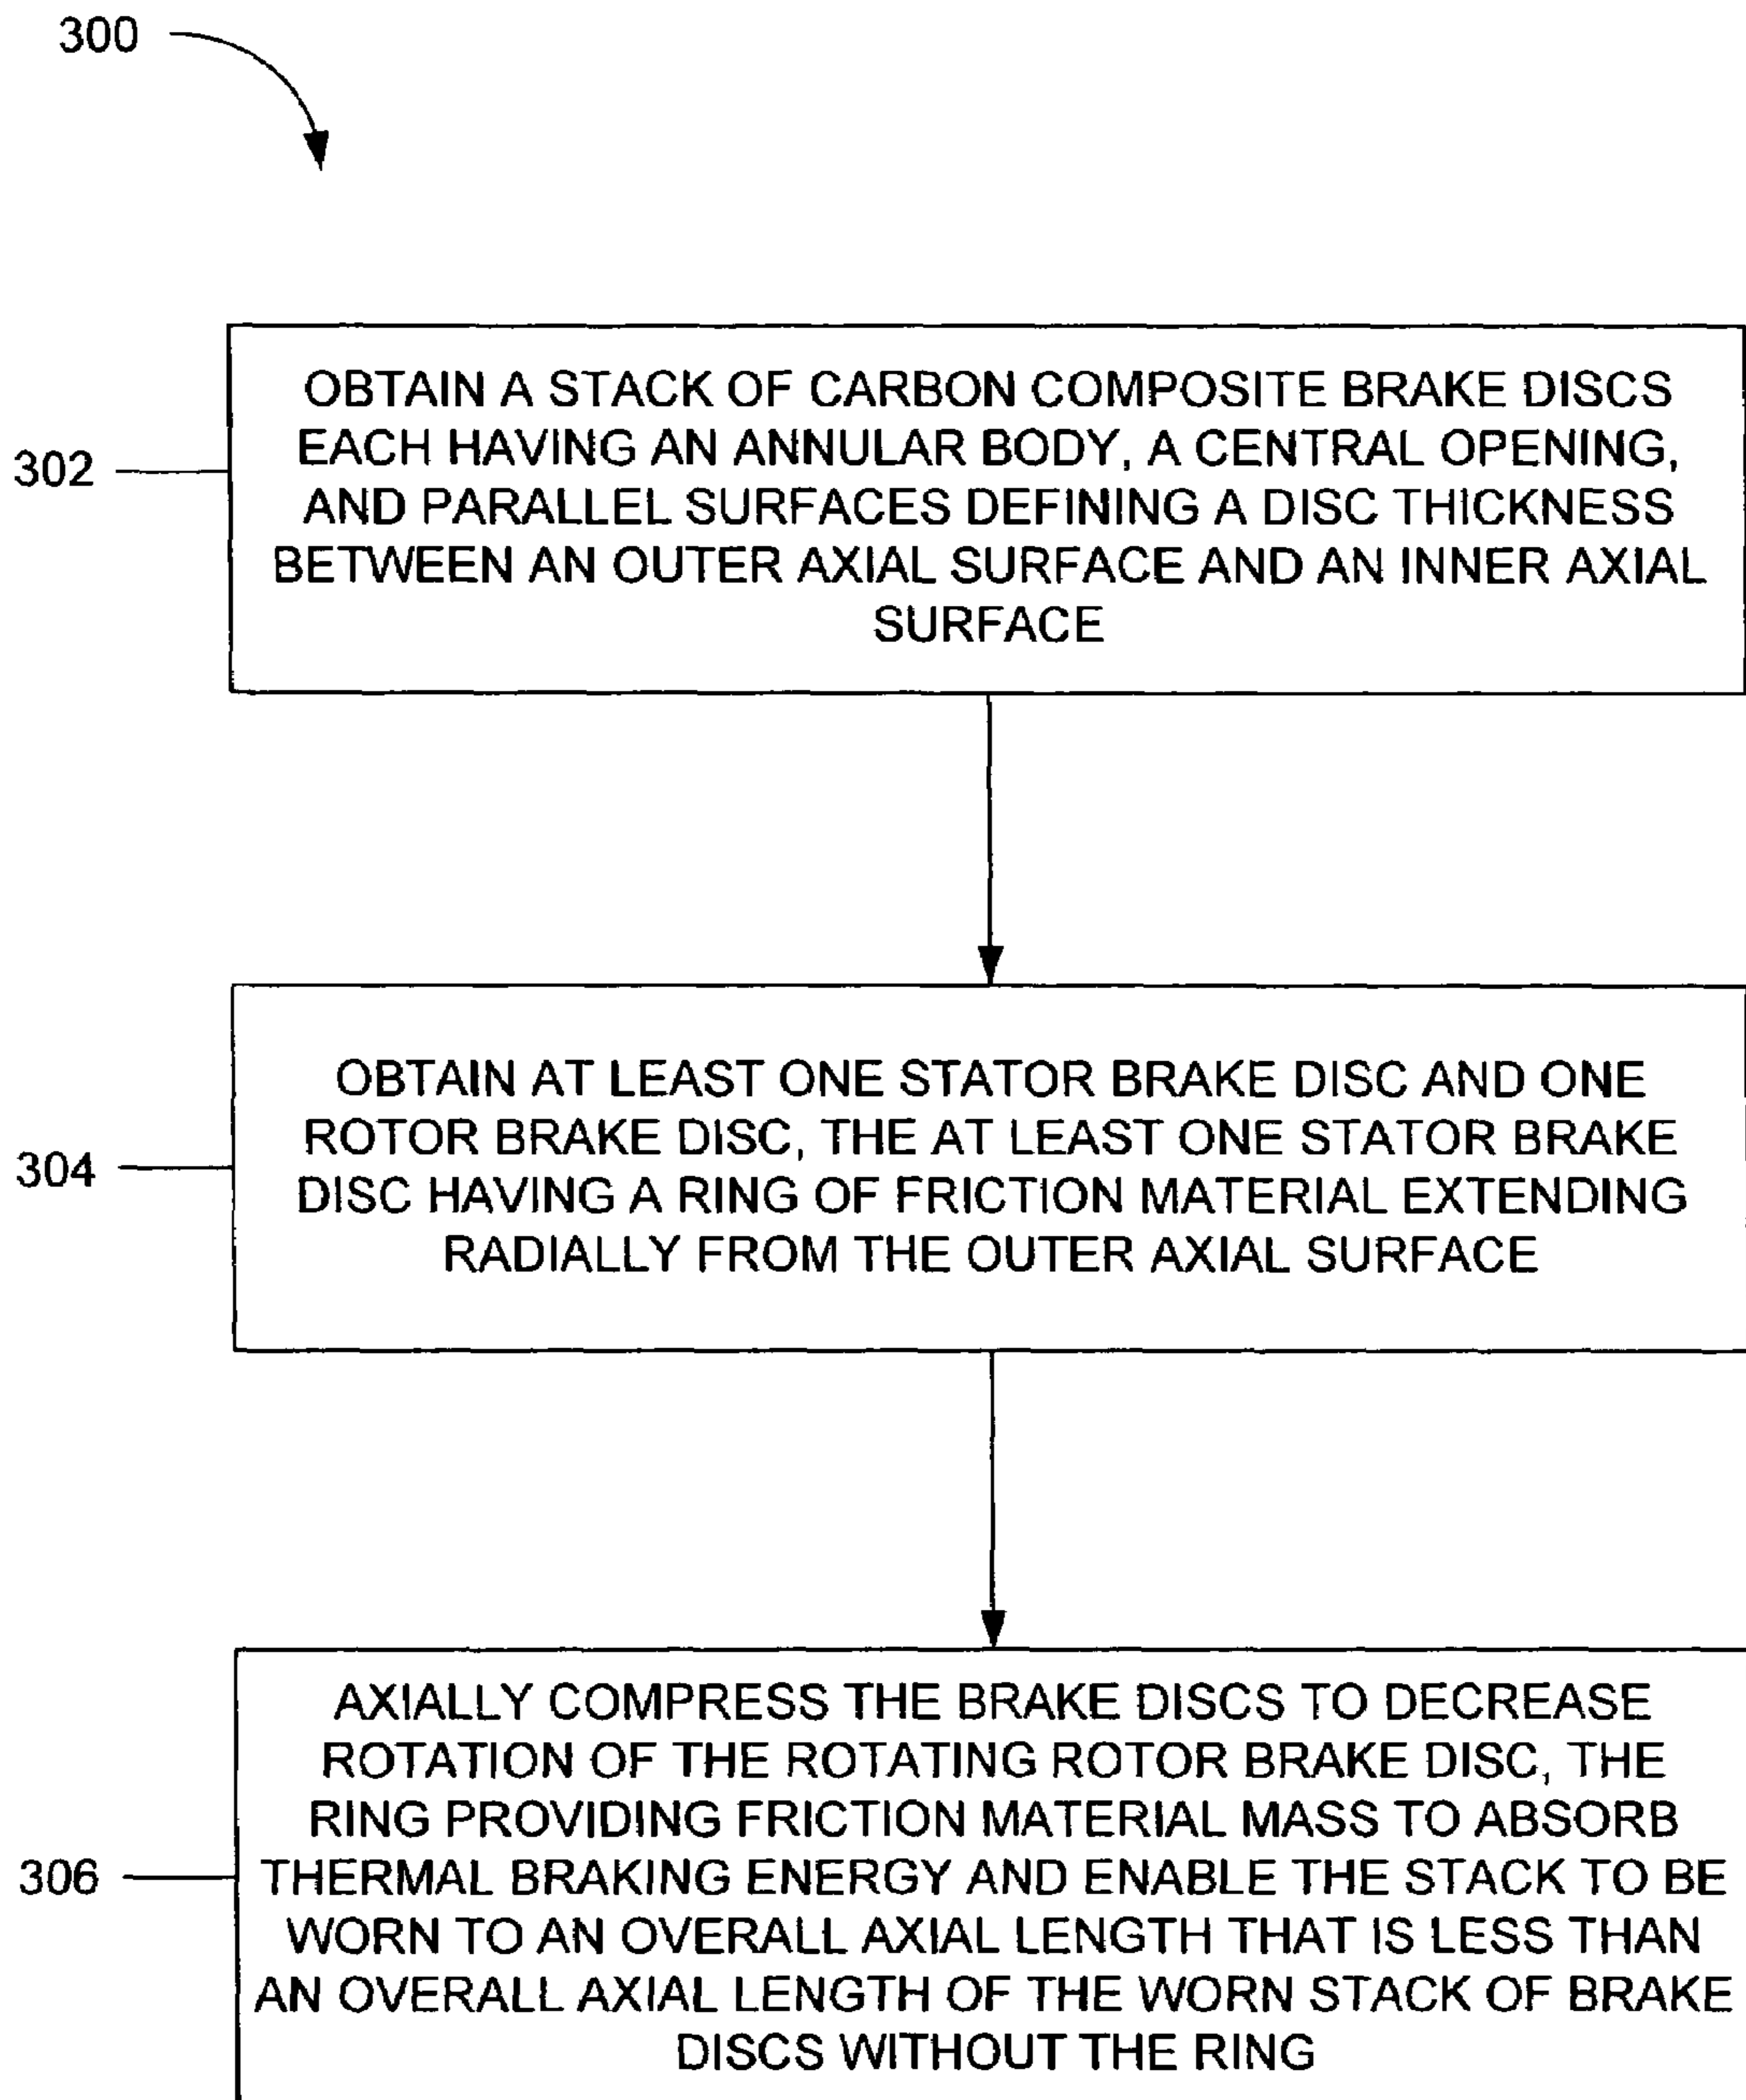 300
302
OBTAIN A STACK OF CARBON COMPOSITE BRAKE DISCS
EACH HAVING AN ANNULAR BODY, A CENTRAL OPENING,
AND PARALLEL SURFACES DEFINING A DISC THICKNESS
BETWEEN AN OUTER AXIAL SURFACE AND AN INNER AXIAL
SURFACE
304
OBTAIN AT LEAST ONE STATOR BRAKE DISC AND ONE
ROTOR BRAKE DISC, THE AT LEAST ONE STATOR BRAKE
DISC HAVING A RING OF FRICTION MATERIAL EXTENDING
RADIALLY FROM THE OUTER AXIAL SURFACE
306
AXIALLY COMPRESS THE BRAKE DISCS TO DECREASE
ROTATION OF THE ROTATING ROTOR BRAKE DISC, THE
RING PROVIDING FRICTION MATERIAL MASS TO ABSORB
THERMAL BRAKING ENERGY AND ENABLE THE STACK TO BE
WORN TO AN OVERALL AXIAL LENGTH THAT IS LESS THAN
AN OVERALL AXIAL LENGTH OF THE WORN STACK OF BRAKE
DISCS WITHOUT THE RING